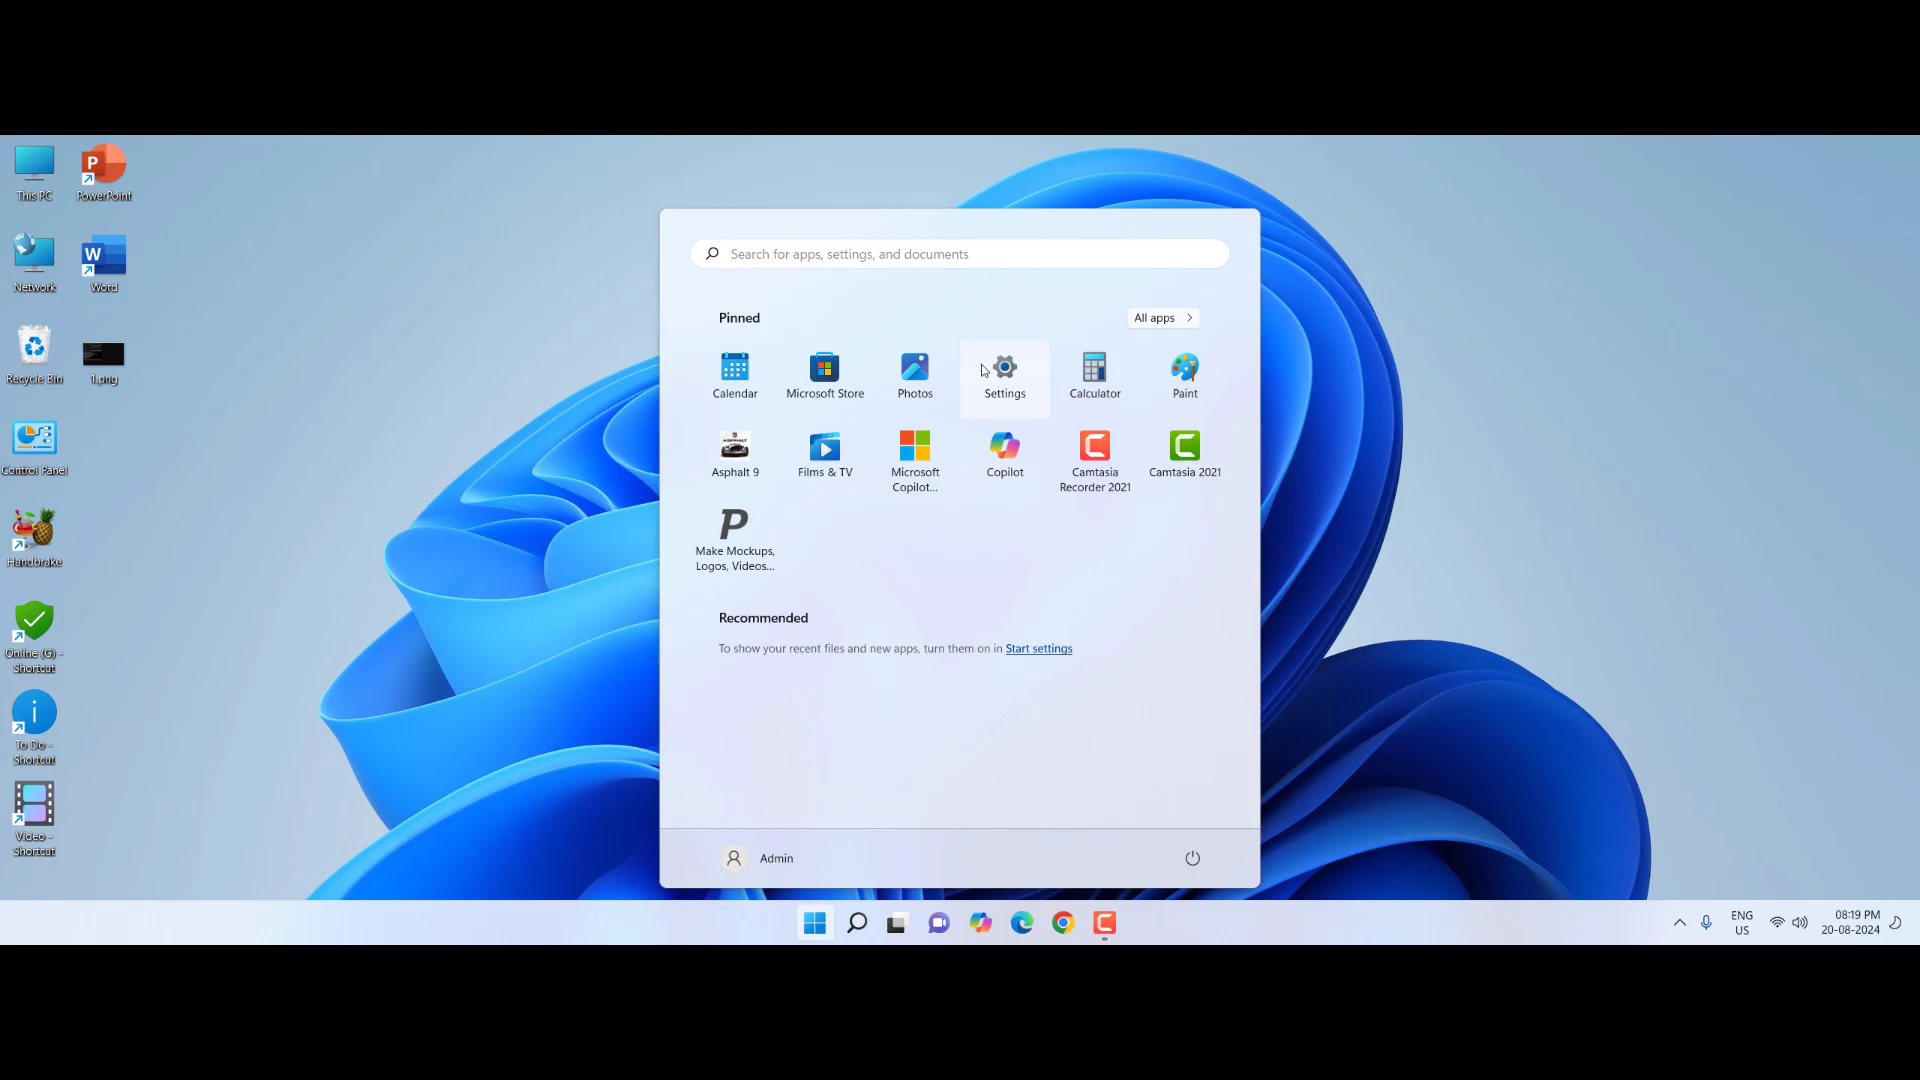 This PC
PowerPoint
Network
Word
Recycle Bin
1.png
Control Panel
Handbrake
Online (G) -
Shortcut
To Do -
Shortcut
Video -
Shortcut
Search for apps, settings, and documents
Pinned
All apps
Calendar
Microsoft Store
Photos
Settings
Calculator
Paint
ASPHALT
Asphalt 9
Films & TV
Microsoft
Copilot...
Copilot
Camtasia
Recorder 2021
Camtasia 2021
Make Mockups,
Logos, Videos...
Recommended
To show your recent files and new apps, turn them on in Start settings
Admin
ENG
US
08:19 PM
20-08-2024